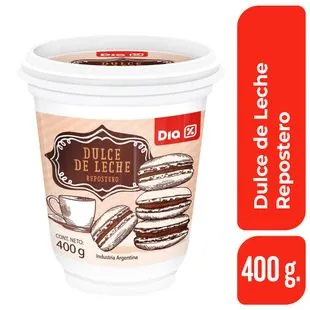 Dia %
DULCE
DE LECHE
REPOSTERO
CONT. NETO
400 g
Industria Argentina
Dulce de Leche
Repostero
400 g.